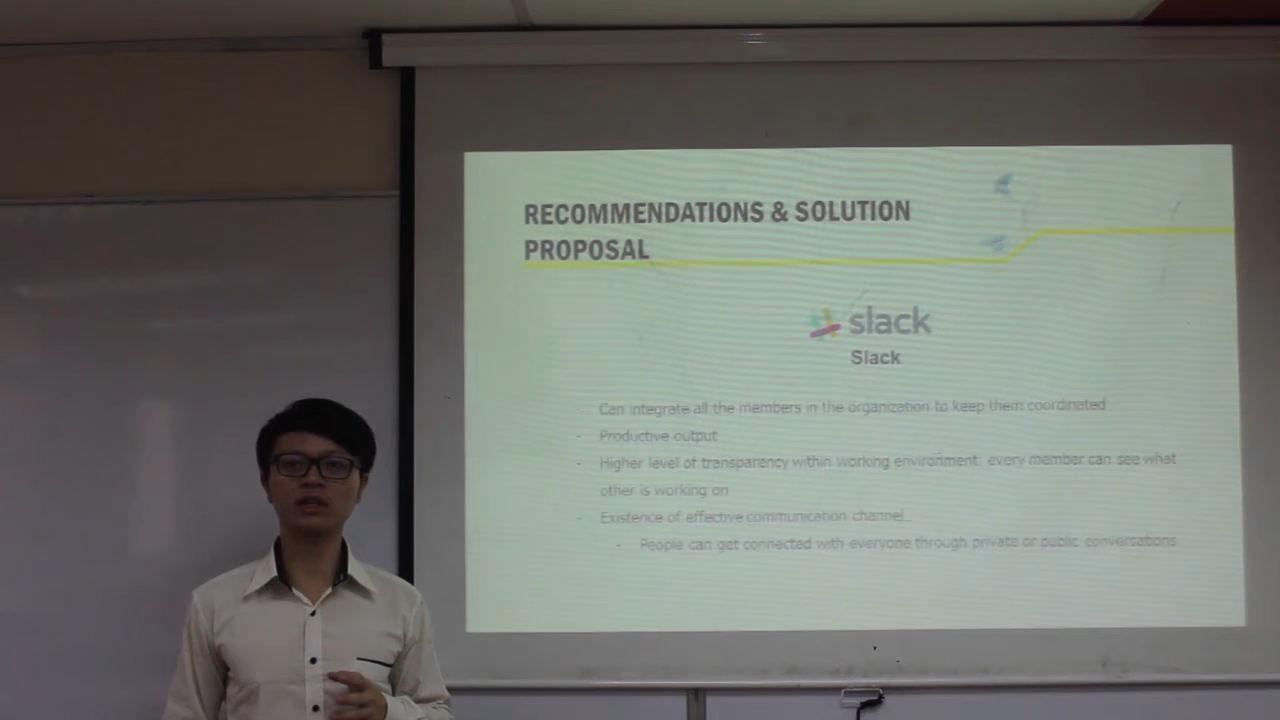 RECOMMENDATIONS & SOLUTION
PROPOSAL
slack
Slack
- Can integrate all the members in the organization to keep them coordinated
- Productive output
- Higher level of transparency within working environment: every member can see what
other is working on
- Existence of effective communication channel
- People can get connected with everyone through private or public conversations